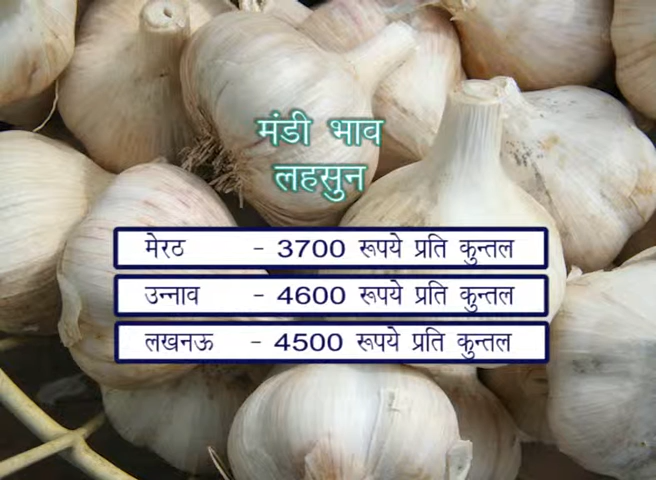 मंडी भाव
लहसुन
मेरठ - 3700 रूपये प्रति कुन्तल
उन्नाव - 4600 रूपये प्रति कुन्तल
लखनऊ - 4500 रूपये प्रति कुन्तल